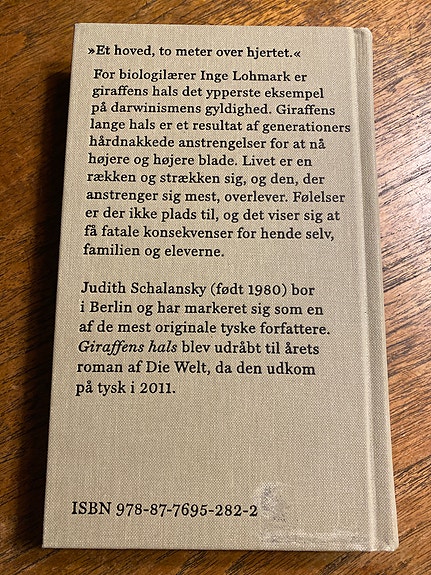 »Et hoved, to meter over hjertet.«
For biologilærer Inge Lohmark er
giraffens hals det ypperste eksempel
på darwinismens gyldighed. Giraffens
lange hals er et resultat af generationers
hårdnakkede anstrengelser for at nå
højere og højere blade. Livet er en
rækken og strækken sig, og den, der
anstrenger sig mest, overlever. Følelser
er der ikke plads til, og det viser sig at
få fatale konsekvenser for hende selv,
familien og eleverne.
Judith Schalansky (født 1980) bor
i Berlin og har markeret sig som en
af de mest originale tyske forfattere.
Giraffens hals blev udråbt til årets
roman af Die Welt, da den udkom
på tysk i 2011.
ISBN 978-87-7695-282-2